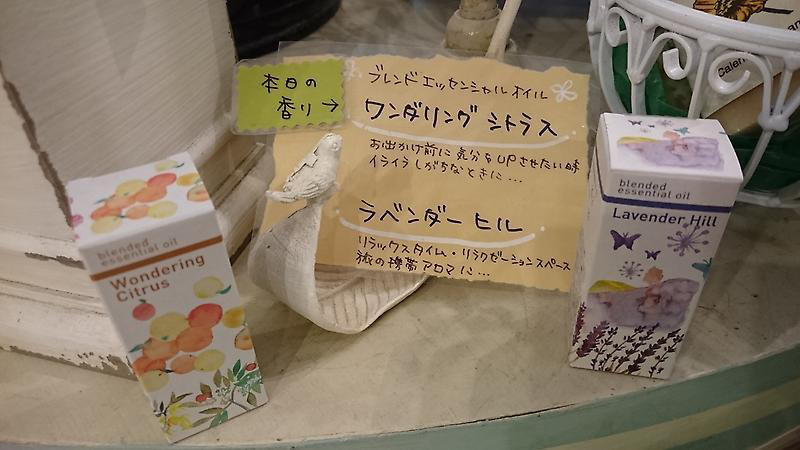 本日の
香り→
ブレンドエッセンシャルオイル
ワンダリング シトラス
お出かけ前に 気分をUPさせたい時
イライラしがちなときに…
ラベンダーヒル
リラックスタイム・リラクゼーションスペース
旅の携帯アロマに…
blended
essential oil
Wondering
Citrus
blended
essential oil
Lavender Hill